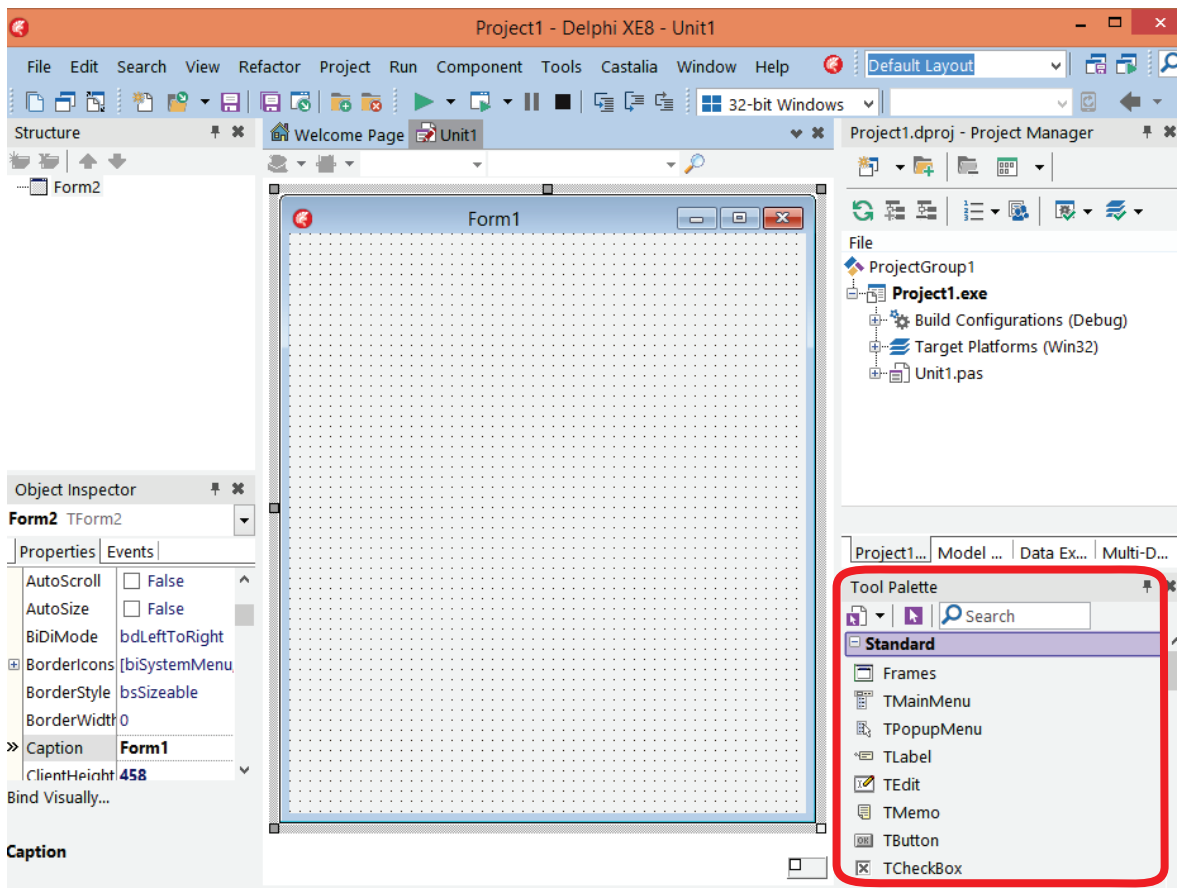 Project1 - Delphi XE8 - Unit1
File Edit Search View Refactor Project Run Component Tools Castalia Window Help
Default Layout
32-bit Windows
Structure
Form2
Welcome Page
Unit1
Form1
Project1.dproj - Project Manager
File
ProjectGroup1
Project1.exe
Build Configurations (Debug)
Target Platforms (Win32)
Unit1.pas
Object Inspector
Form2 TForm2
Properties Events
AutoScroll False
AutoSize False
BiDiMode bdLeftToRight
BorderIcons [biSystemMenu,
BorderStyle bsSizeable
BorderWidth 0
Caption Form1
ClientHeight 458
Bind Visually...
Caption
Project1... Model ... Data Ex... Multi-D...
Tool Palette
Search
Standard
Frames
TMainMenu
TPopupMenu
TLabel
TEdit
TMemo
OK TButton
TCheckBox